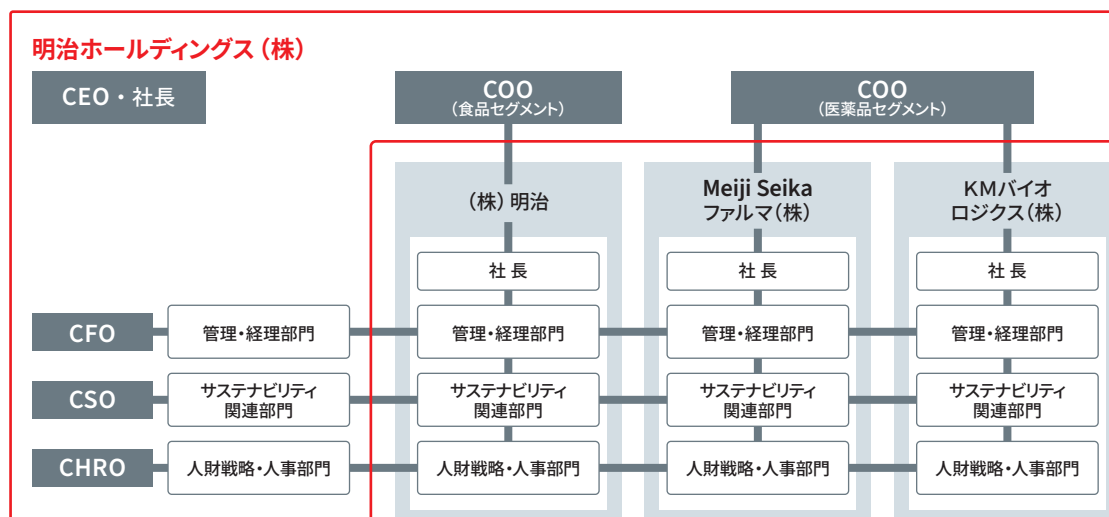 明治ホールディングス(株)
CEO・社長
COO
(食品セグメント)
COO
(医薬品セグメント)
(株)明治
Meiji Seika
ファルマ(株)
KMバイオ
ロジクス(株)
社長
社長
社長
CFO
管理・経理部門
管理・経理部門
管理・経理部門
管理・経理部門
CSO
サステナビリティ
関連部門
サステナビリティ
関連部門
サステナビリティ
関連部門
サステナビリティ
関連部門
CHRO
人財戦略・人事部門
人財戦略・人事部門
人財戦略・人事部門
人財戦略・人事部門